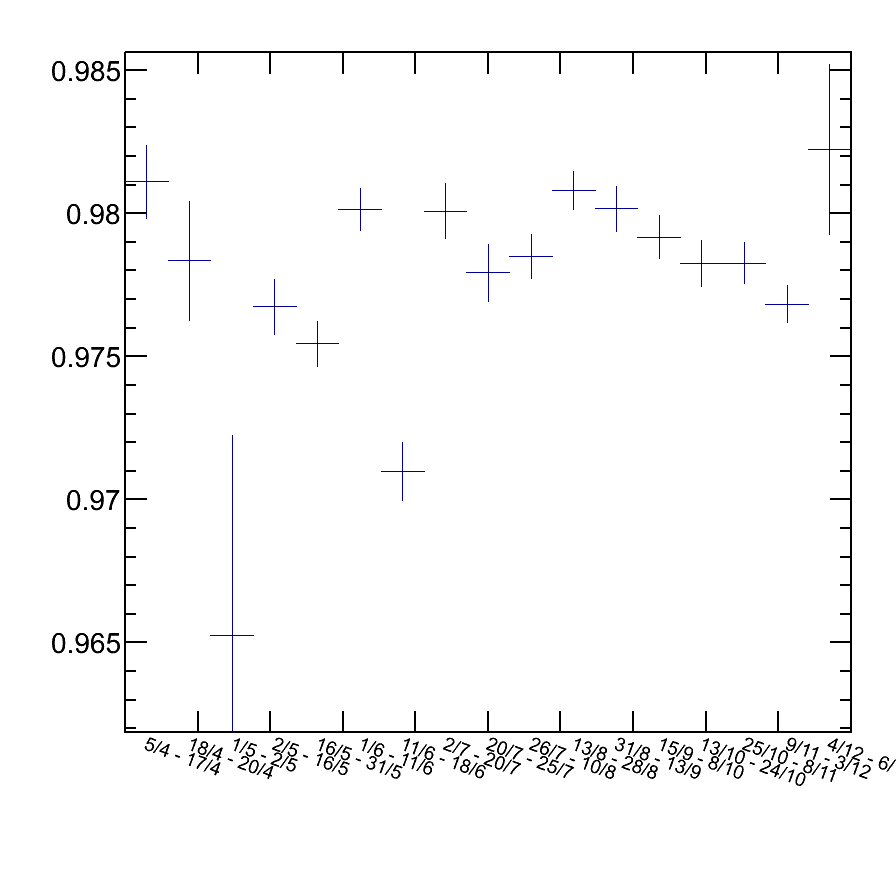 0.985
0.98
0.975
0.97
0.965
5/4 - 17/4
18/4 - 20/4
1/5 - 2/5
2/5 - 16/5
16/5 - 31/5
1/6 - 11/6
11/6 - 18/6
2/7 - 20/7
20/7 - 25/7
26/7 - 10/8
13/8 - 28/8
31/8 - 13/9
15/9 - 8/10
13/10 - 24/10
25/10 - 8/11
9/11 - 3/12
4/12 - 6/